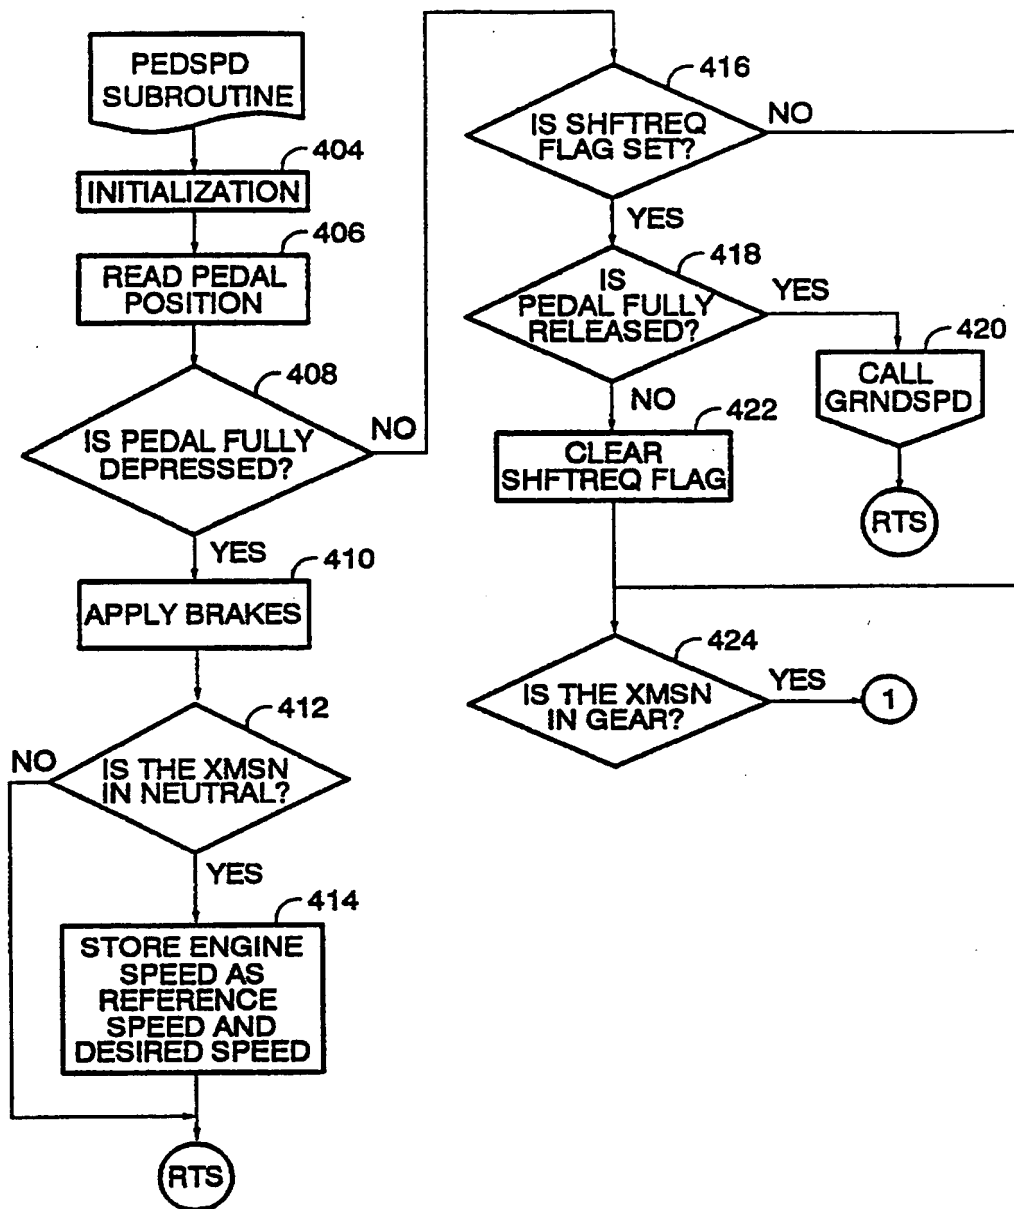 PEDSPD
SUBROUTINE
404
INITIALIZATION
406
READ PEDAL
POSITION
408
IS PEDAL FULLY
DEPRESSED?
NO
YES
410
APPLY BRAKES
412
NO
IS THE XMSN
IN NEUTRAL?
YES
414
STORE ENGINE
SPEED AS
REFERENCE
SPEED AND
DESIRED SPEED
RTS
416
IS SHFTREQ
FLAG SET?
NO
YES
418
IS
PEDAL FULLY
RELEASED?
YES
420
CALL
GRNDSPD
RTS
NO
422
CLEAR
SHFTREQ FLAG
424
IS THE XMSN
IN GEAR?
YES
1